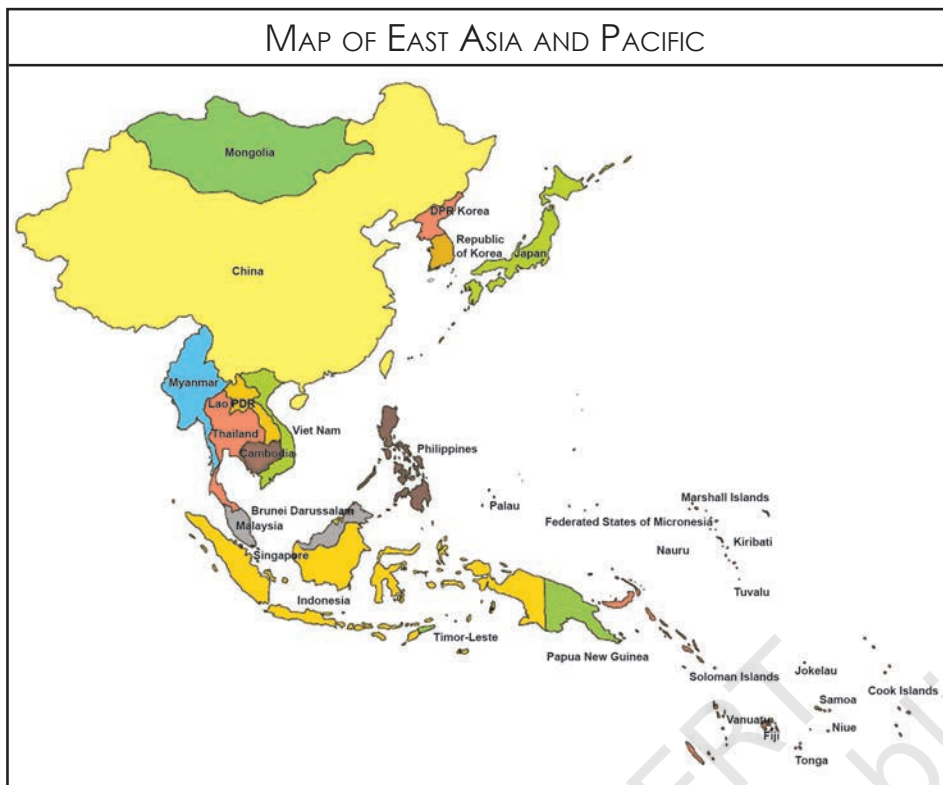 MAP OF EAST ASIA AND PACIFIC
Mongolia
DPR Korea
Republic
of Korea
Japan
China
Myanmar
Lao PDR
Viet Nam
Thailand
Cambodia
Philippines
Brunei Darussalam
Malaysia
Singapore
Indonesia
Palau
Marshall Islands
Federated States of Micronesia
Kiribati
Nauru
Tuvalu
Timor-Leste
Papua New Guinea
Soloman Islands
Jokelau
Cook Islands
Samoa
Vanuatu
Fiji
Niue
Tonga